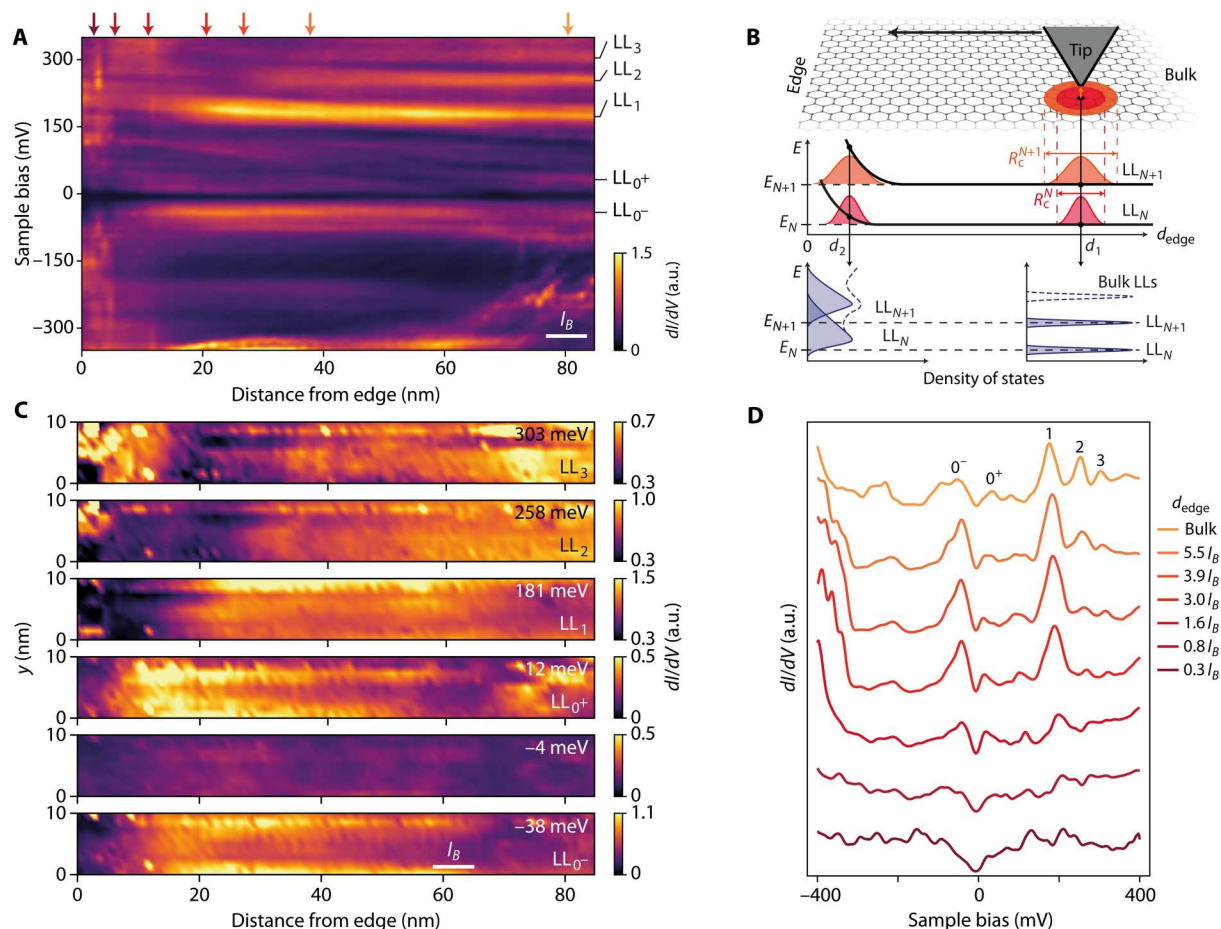 A
Sample bias (mV)
300
150
0
−150
−300
LL3
LL2
LL1
LL0+
LL0−
1.5
0
dI/dV (a.u.)
lB
0
20
40
60
80
Distance from edge (nm)
B
Edge
Tip
Bulk
E
RcN+1
EN+1
LLN+1
RcN
EN
LLN
0
d2
d1
dedge
E
Bulk LLs
LLN+1
EN+1
LLN+1
LLN
EN
LLN
Density of states
C
10
0
303 meV
LL3
0.7
0.3
10
0
258 meV
LL2
1.0
0.3
10
0
181 meV
LL1
1.5
0.3
y (nm)
dI/dV (a.u.)
10
0
12 meV
LL0+
0.5
0
10
0
−4 meV
0.5
0
10
0
−38 meV
lB
LL0−
1.1
0
0
20
40
60
80
Distance from edge (nm)
D
dI/dV (a.u.)
0−
0+
1
2
3
dedge
Bulk
5.5 lB
3.9 lB
3.0 lB
1.6 lB
0.8 lB
0.3 lB
−400
0
400
Sample bias (mV)